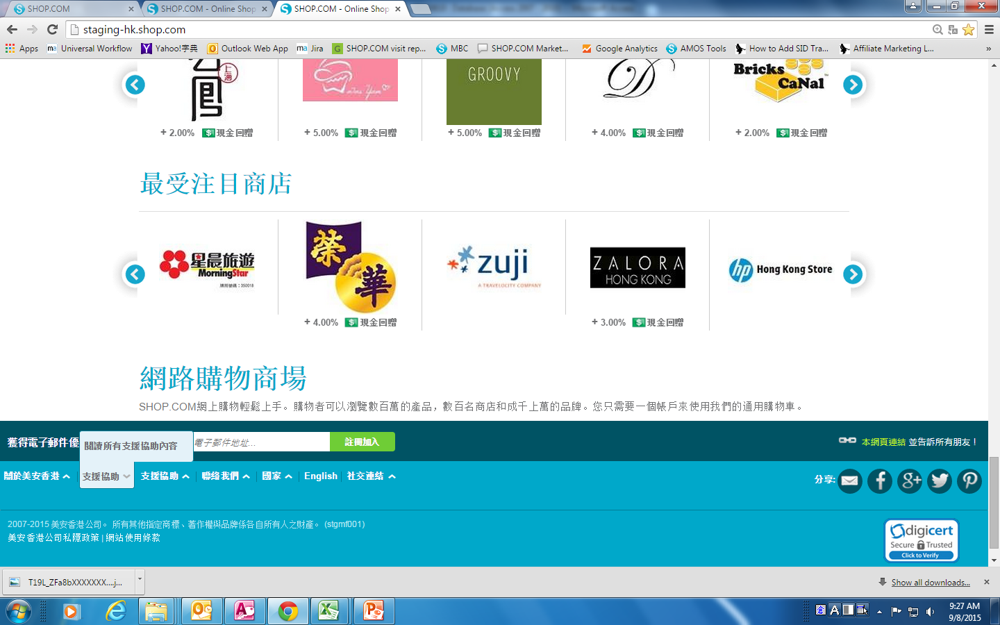 SHOP.COM
SHOP.COM - Online Shop
SHOP.COM - Online Shop
staging-hk.shop.com
Apps
Universal Workflow
Yahoo!字典
Outlook Web App
Jira
SHOP.COM visit rep...
MBC
SHOP.COM Market...
Google Analytics
AMOS Tools
How to Add SID Tra...
Affiliate Marketing L...
»
上海
GROOVY
D
Bricks CaNal
+ 2.00% 現金回贈
+ 5.00% 現金回贈
+ 5.00% 現金回贈
+ 4.00% 現金回贈
+ 2.00% 現金回贈
最受注目商店
星晨旅遊
MorningStar
牌照號碼：350018
榮華
zuji
A TRAVELOCITY COMPANY
ZALORA
HONG KONG
hp Hong Kong Store
+ 4.00% 現金回贈
+ 3.00% 現金回贈
網路購物商場
SHOP.COM網上購物輕鬆上手。購物者可以瀏覽數百萬的產品，數百名商店和成千上萬的品牌。您只需要一個帳戶來使用我們的通用購物車。
獲得電子郵件優
閱讀所有支援協助內容
電子郵件地址...
註冊加入
本網頁連結 並告訴所有朋友！
關於美安香港
支援協助
支援協助
聯絡我們
國家
English
社交連結
分享:
2007-2015 美安香港公司。 所有其他指定商標、著作權與品牌係各自所有人之財產。 (stgmf001)
美安香港公司私隱政策 | 網站使用條款
digicert
Secure Trusted
Click to Verify
T19L_ZFa8bXXXXXXX....j...
Show all downloads...
9:27 AM
9/8/2015